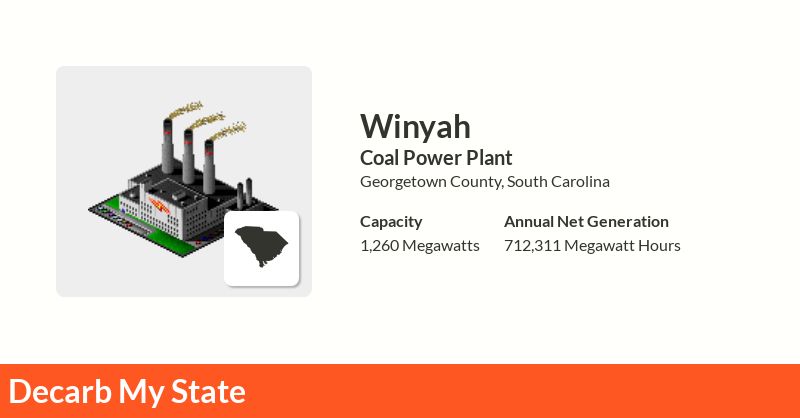 Winyah
Coal Power Plant
Georgetown County, South Carolina
Capacity
1,260 Megawatts
Annual Net Generation
712,311 Megawatt Hours
Decarb My State